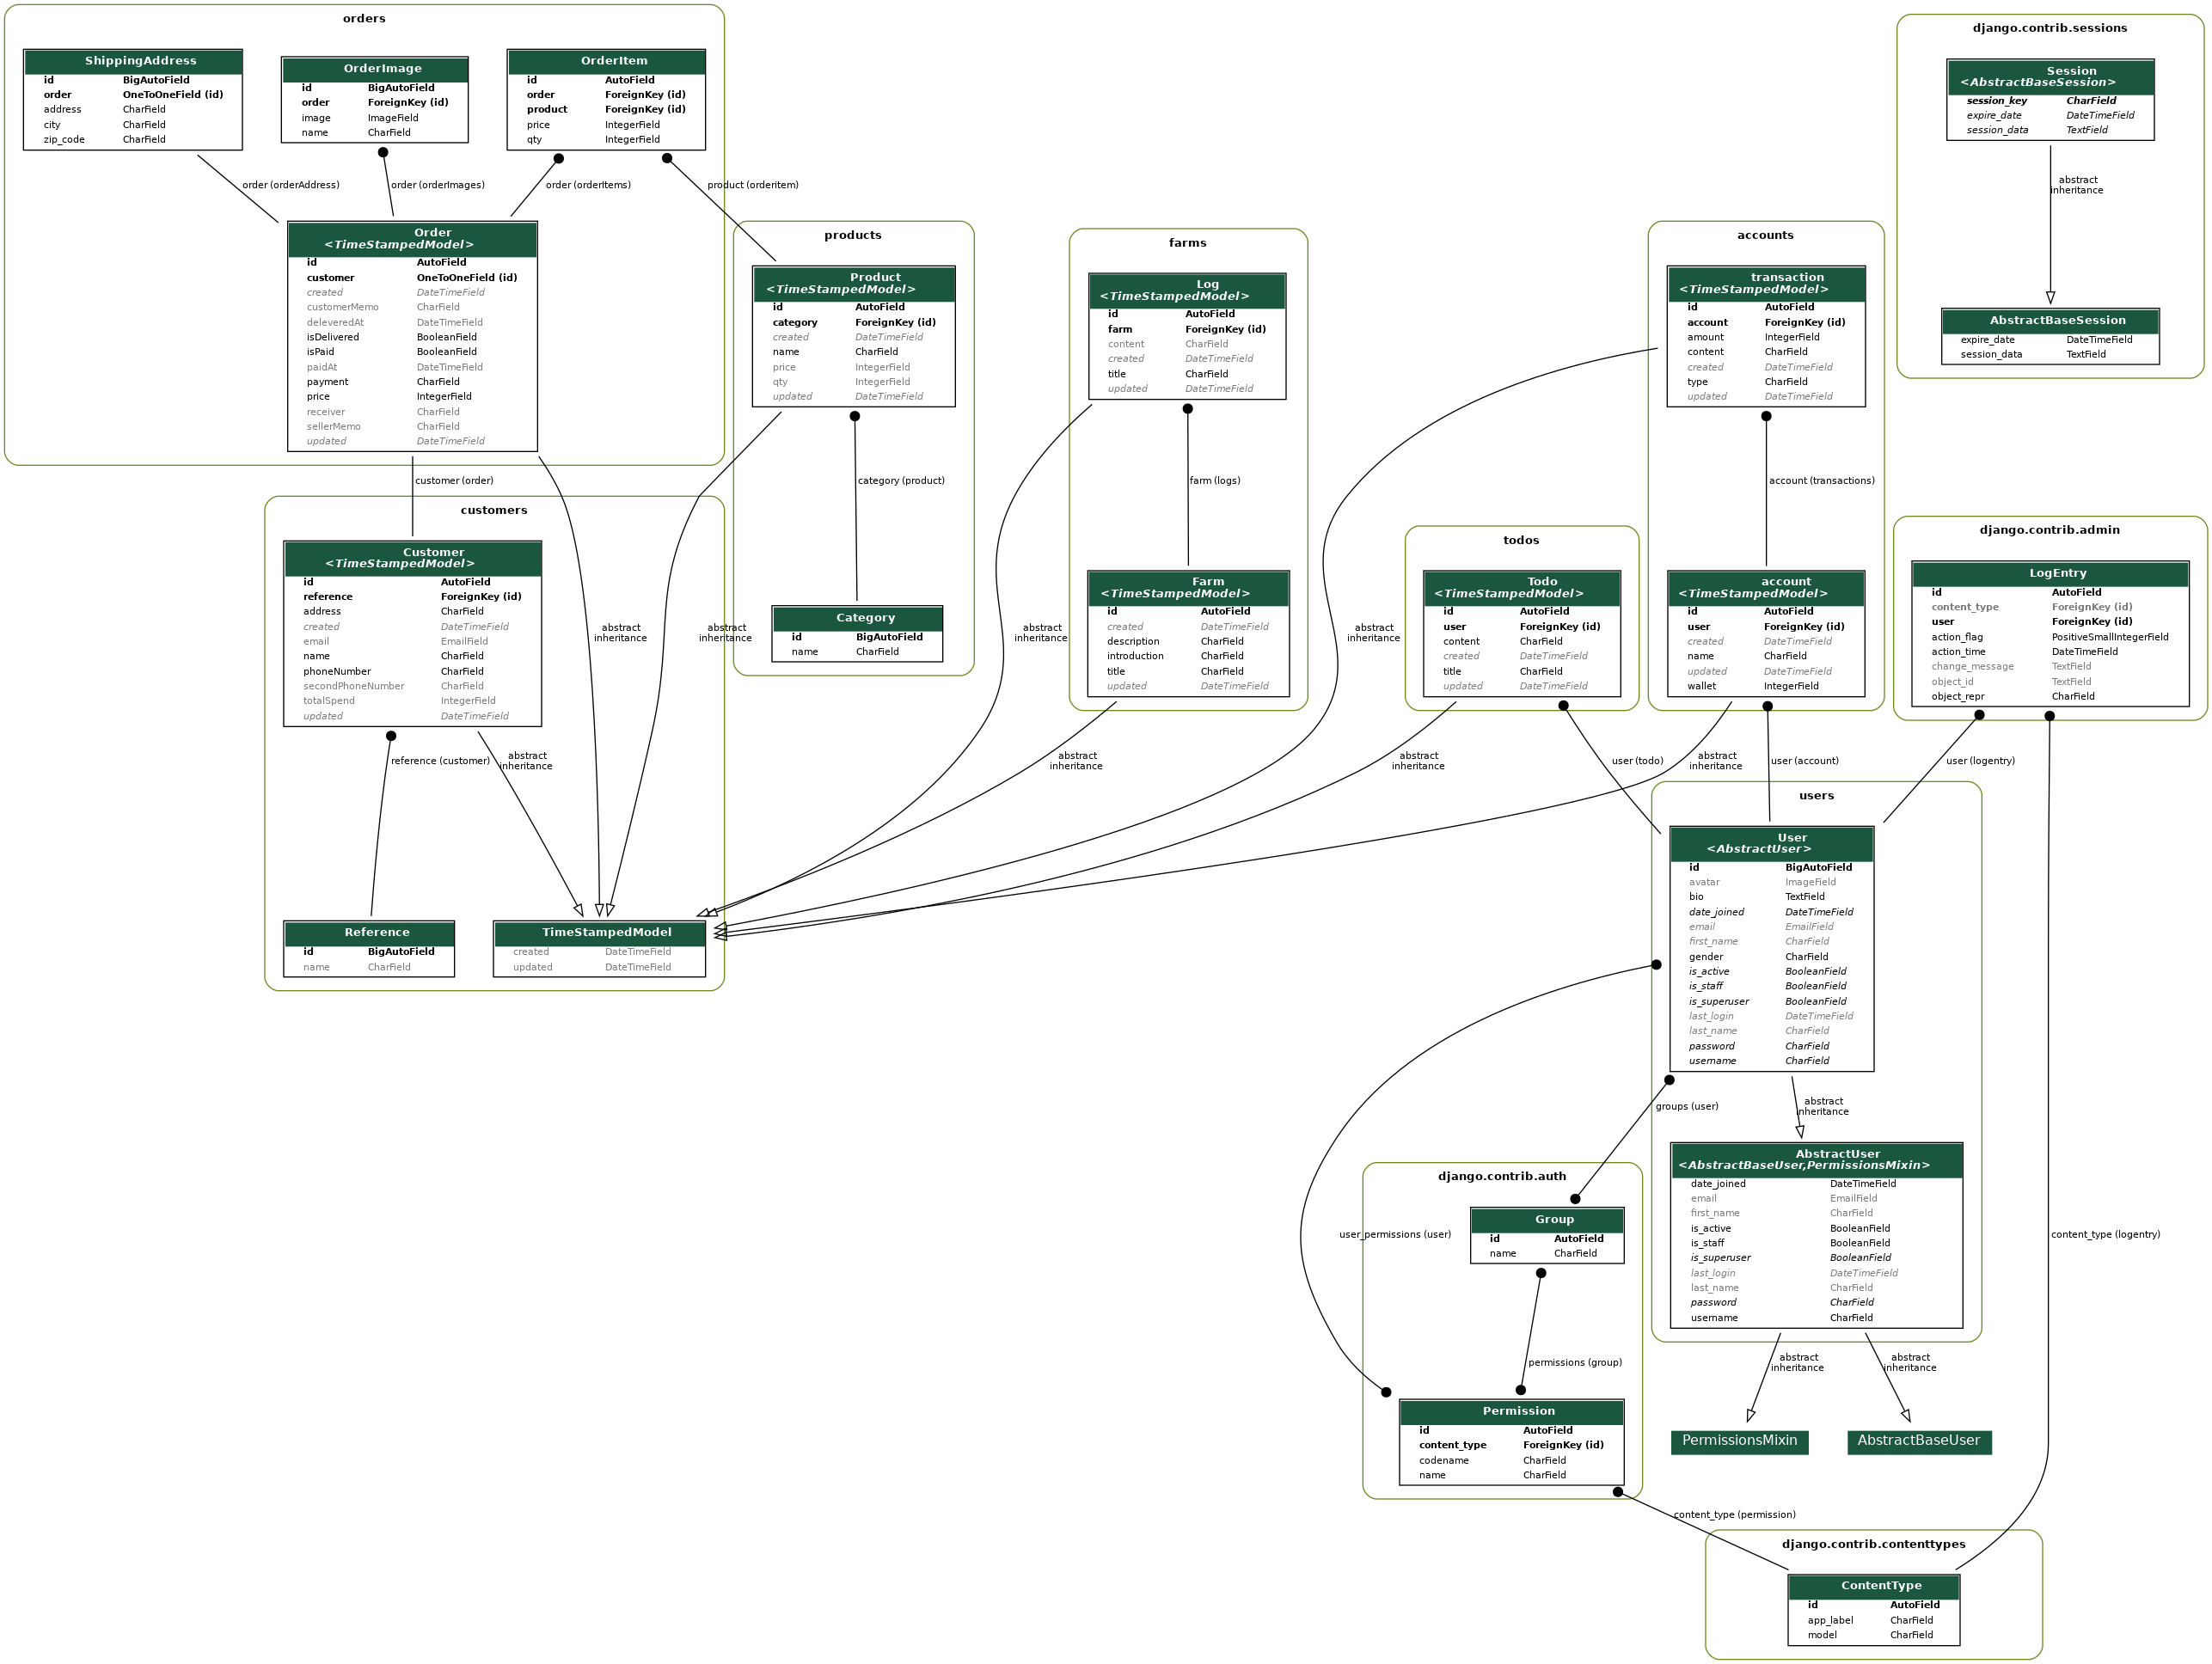 orders
ShippingAddress
id BigAutoField
order OneToOneField (id)
address CharField
city CharField
zip_code CharField
OrderImage
id BigAutoField
order ForeignKey (id)
image ImageField
name CharField
OrderItem
id AutoField
order ForeignKey (id)
product ForeignKey (id)
price IntegerField
qty IntegerField
order (orderAddress)
order (orderImages)
order (orderItems)
product (orderitem)
Order
<TimeStampedModel>
id AutoField
customer OneToOneField (id)
created DateTimeField
customerMemo CharField
deleveredAt DateTimeField
isDelivered BooleanField
isPaid BooleanField
paidAt DateTimeField
payment CharField
price IntegerField
receiver CharField
sellerMemo CharField
updated DateTimeField
customer (order)
products
Product
<TimeStampedModel>
id AutoField
category ForeignKey (id)
created DateTimeField
name CharField
price IntegerField
qty IntegerField
updated DateTimeField
category (product)
Category
id BigAutoField
name CharField
farms
Log
<TimeStampedModel>
id AutoField
farm ForeignKey (id)
content CharField
created DateTimeField
title CharField
updated DateTimeField
farm (logs)
Farm
<TimeStampedModel>
id AutoField
created DateTimeField
description CharField
introduction CharField
title CharField
updated DateTimeField
accounts
transaction
<TimeStampedModel>
id AutoField
account ForeignKey (id)
amount IntegerField
content CharField
created DateTimeField
type CharField
updated DateTimeField
account (transactions)
account
<TimeStampedModel>
id AutoField
user ForeignKey (id)
created DateTimeField
name CharField
updated DateTimeField
wallet IntegerField
django.contrib.sessions
Session
<AbstractBaseSession>
session_key CharField
expire_date DateTimeField
session_data TextField
abstract
inheritance
AbstractBaseSession
expire_date DateTimeField
session_data TextField
customers
Customer
<TimeStampedModel>
id AutoField
reference ForeignKey (id)
address CharField
created DateTimeField
email EmailField
name CharField
phoneNumber CharField
secondPhoneNumber CharField
totalSpend IntegerField
updated DateTimeField
abstract
inheritance
abstract
inheritance
abstract
inheritance
abstract
inheritance
todos
Todo
<TimeStampedModel>
id AutoField
user ForeignKey (id)
content CharField
created DateTimeField
title CharField
updated DateTimeField
django.contrib.admin
LogEntry
id AutoField
content_type ForeignKey (id)
user ForeignKey (id)
action_flag PositiveSmallIntegerField
action_time DateTimeField
change_message TextField
object_id TextField
object_repr CharField
reference (customer)
abstract
inheritance
abstract
inheritance
abstract
inheritance
user (todo)
abstract
inheritance
user (account)
user (logentry)
Reference
id BigAutoField
name CharField
TimeStampedModel
created DateTimeField
updated DateTimeField
users
User
<AbstractUser>
id BigAutoField
avatar ImageField
bio TextField
date_joined DateTimeField
email EmailField
first_name CharField
gender CharField
is_active BooleanField
is_staff BooleanField
is_superuser BooleanField
last_login DateTimeField
last_name CharField
password CharField
username CharField
groups (user)
abstract
inheritance
AbstractUser
<AbstractBaseUser,PermissionsMixin>
date_joined DateTimeField
email EmailField
first_name CharField
is_active BooleanField
is_staff BooleanField
is_superuser BooleanField
last_login DateTimeField
last_name CharField
password CharField
username CharField
django.contrib.auth
Group
id AutoField
name CharField
user_permissions (user)
content_type (logentry)
permissions (group)
abstract
inheritance
abstract
inheritance
Permission
id AutoField
content_type ForeignKey (id)
codename CharField
name CharField
PermissionsMixin
AbstractBaseUser
content_type (permission)
django.contrib.contenttypes
ContentType
id AutoField
app_label CharField
model CharField